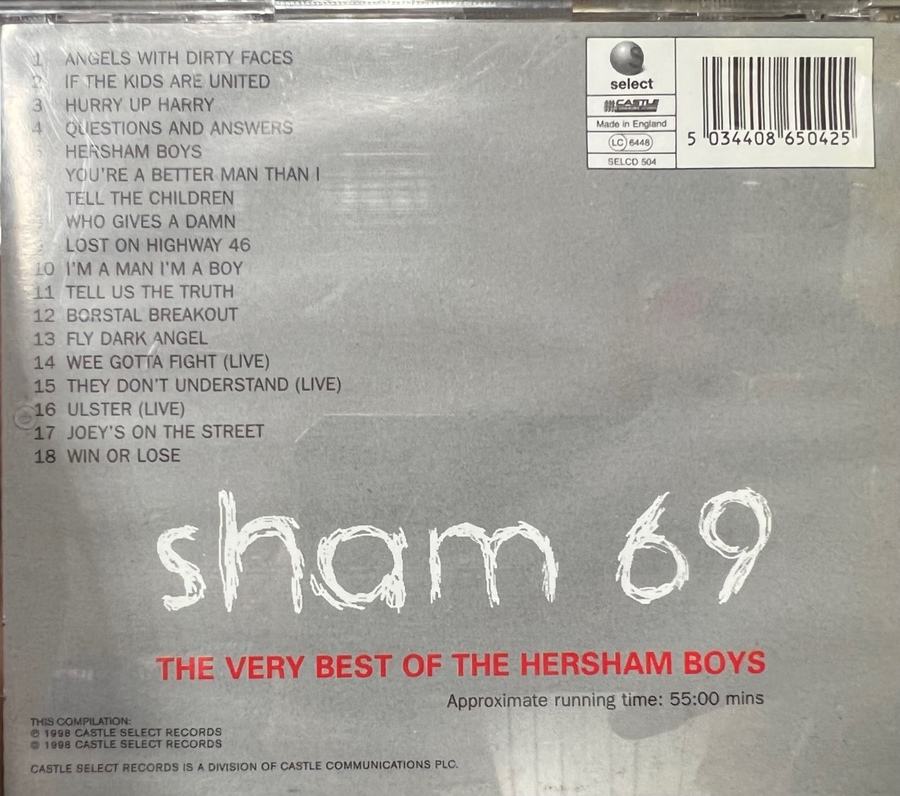 1 ANGELS WITH DIRTY FACES
2 IF THE KIDS ARE UNITED
3 HURRY UP HARRY
4 QUESTIONS AND ANSWERS
HERSHAM BOYS
YOU'RE A BETTER MAN THAN I
TELL THE CHILDREN
WHO GIVES A DAMN
LOST ON HIGHWAY 46
10 I'M A MAN I'M A BOY
11 TELL US THE TRUTH
12 BORSTAL BREAKOUT
13 FLY DARK ANGEL
14 WEE GOTTA FIGHT (LIVE)
15 THEY DON'T UNDERSTAND (LIVE)
16 ULSTER (LIVE)
17 JOEY'S ON THE STREET
18 WIN OR LOSE
select
CASTLE
Made in England
LC 6448
SELCD 504
5 034408 650425
sham 69
THE VERY BEST OF THE HERSHAM BOYS
Approximate running time: 55:00 mins
THIS COMPILATION:
℗ 1998 CASTLE SELECT RECORDS
© 1998 CASTLE SELECT RECORDS
CASTLE SELECT RECORDS IS A DIVISION OF CASTLE COMMUNICATIONS PLC.